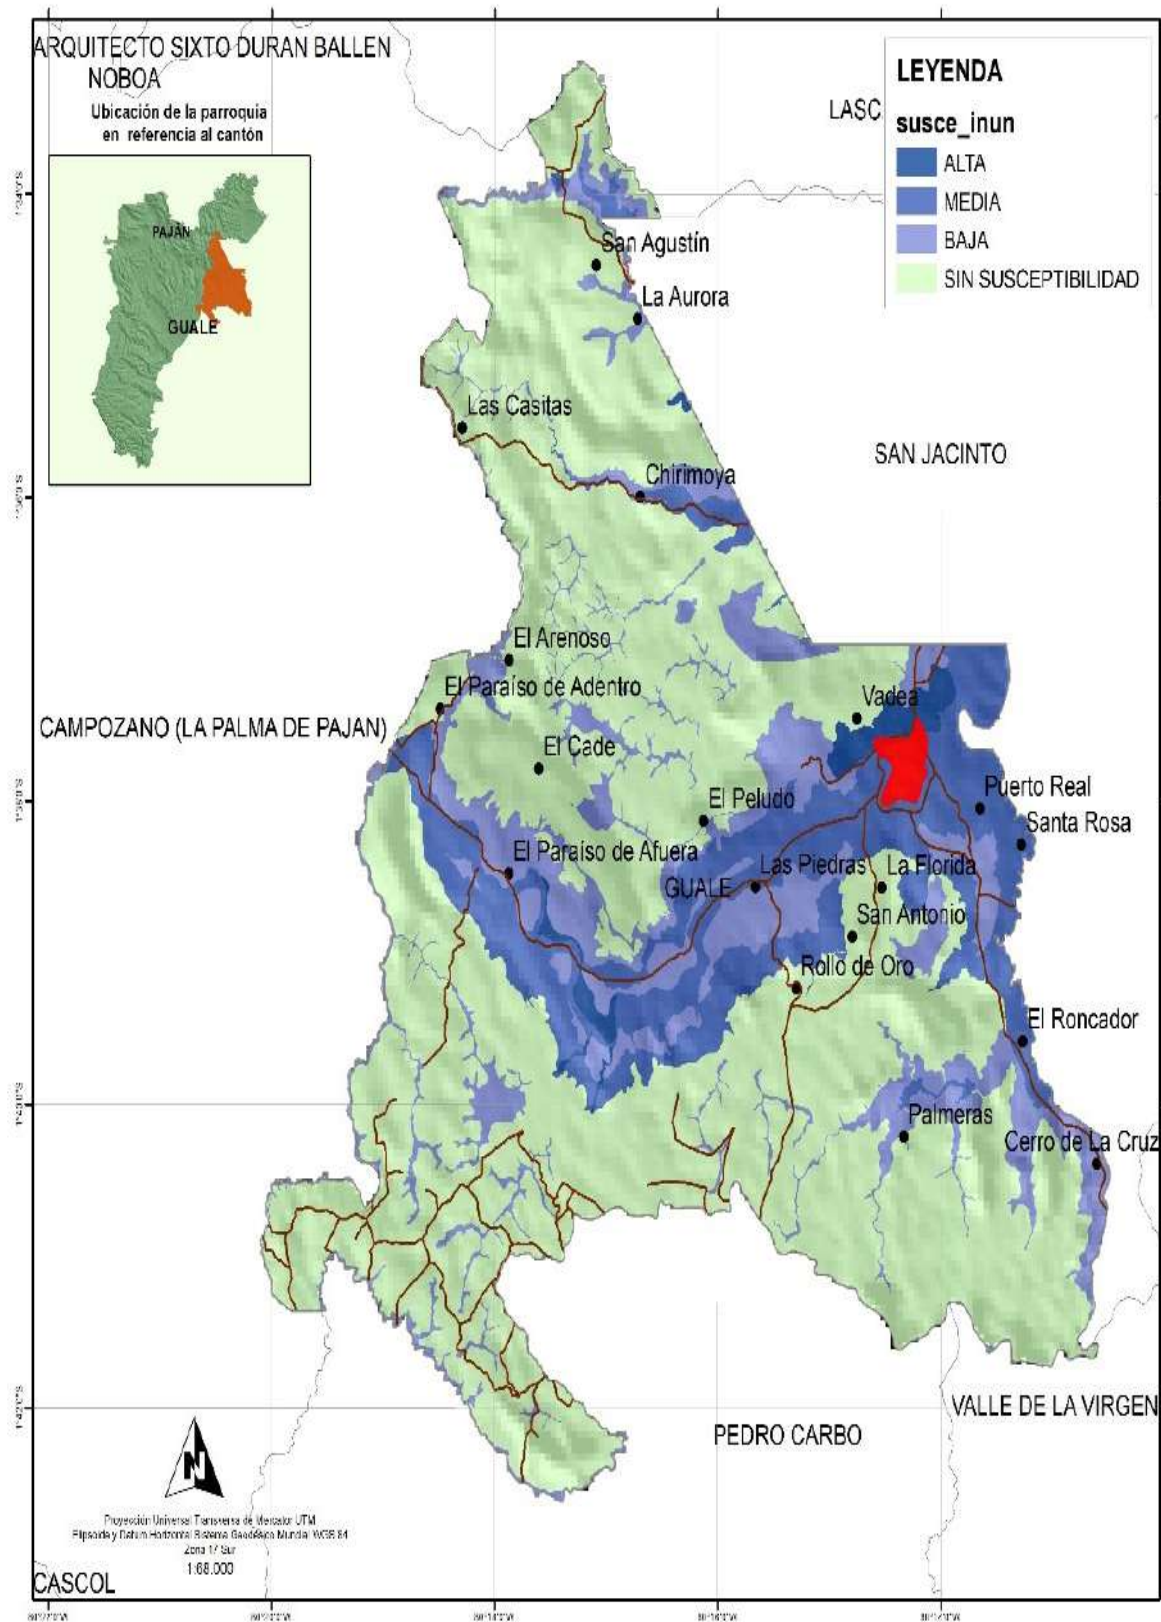 ARQUITECTO SIXTO DURAN BALLEN
NOBOA
Ubicación de la parroquia
en referencia al cantón
PAJÁN
GUALE
LASC
LEYENDA
susce_inun
ALTA
MEDIA
BAJA
SIN SUSCEPTIBILIDAD
San Agustín
La Aurora
Las Casitas
SAN JACINTO
Chirimoya
El Arenoso
El Paraíso de Adentro
Vadea
CAMPOZANO (LA PALMA DE PAJAN)
El Cade
Puerto Real
El Peludo
Santa Rosa
El Paraíso de Afuera
Las Piedras
La Florida
GUALE
San Antonio
Rollo de Oro
El Roncador
Palmeras
Cerro de La Cruz
VALLE DE LA VIRGEN
PEDRO CARBO
N
Proyección Universal Transversa de Mercator UTM
Elipsoide y Datum Horizontal Sistema Geodésico Mundial WGS 84
Zona 17 Sur
1:68.000
CASCOL